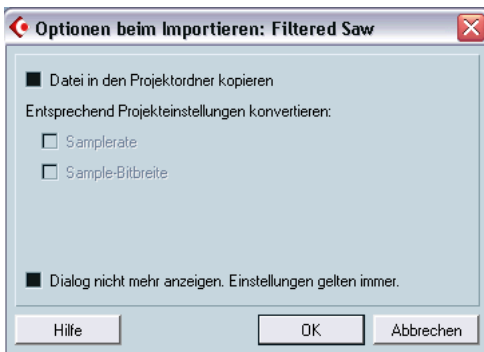 Optionen beim Importieren: Filtered Saw
Datei in den Projektordner kopieren
Entsprechend Projekteinstellungen konvertieren:
Samplerate
Sample-Bitbreite
Dialog nicht mehr anzeigen. Einstellungen gelten immer.
Hilfe OK Abbrechen